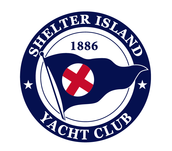 SHELTER ISLAND
1886
YACHT CLUB